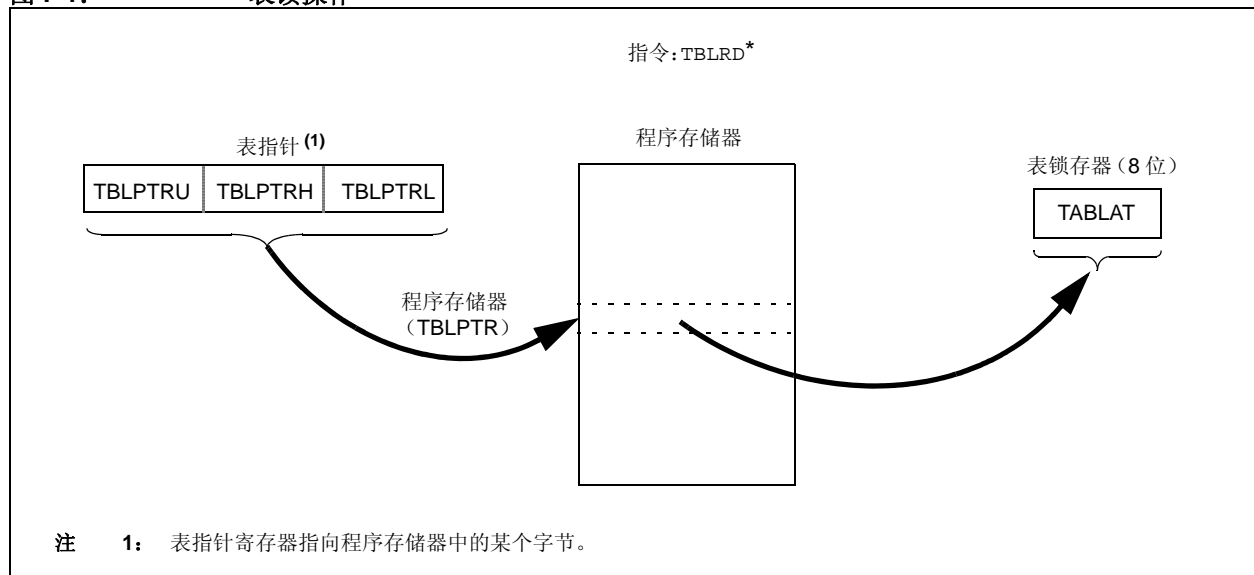 指令:TBLRD*
表指针(1)
TBLPTRU TBLPTRH TBLPTRL
程序存储器
表锁存器（8 位）
TABLAT
程序存储器
（TBLPTR）
注 1： 表指针寄存器指向程序存储器中的某个字节。